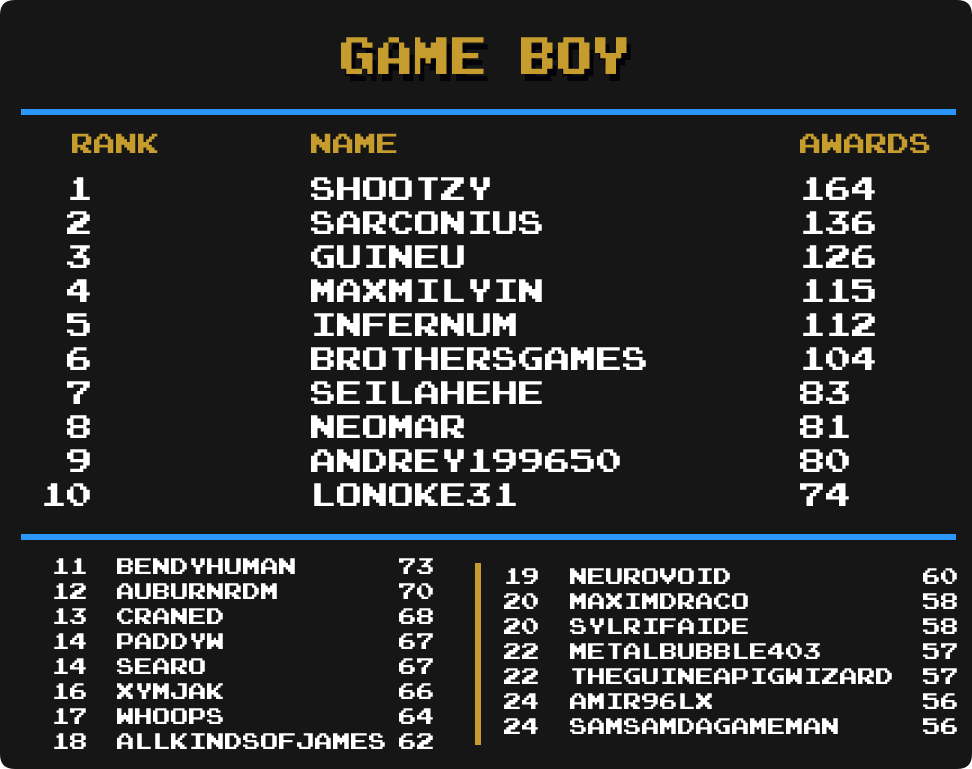 GAME BOY
RANK NAME AWARDS
1 SHOOTZY 164
2 SARCONIUS 136
3 GUINEU 126
4 MAXMILYIN 115
5 INFERNUM 112
6 BROTHERSGAMES 104
7 SEILAHEHE 83
8 NEOMAR 81
9 ANDREY199650 80
10 LONOKE31 74
11 BENDYHUMAN 73
12 AUBURNRDM 70
13 CRANED 68
14 PADDYW 67
14 SEARO 67
16 XYMJAK 66
17 WHOOPS 64
18 ALLKINDSOFJAMES 62
19 NEUROVOID 60
20 MAXIMDRACO 58
20 SYLRIFAIDE 58
22 METALBUBBLE403 57
22 THEGUINEAPIGWIZARD 57
24 AMIR96LX 56
24 SAMSAMDAGAMEMAN 56